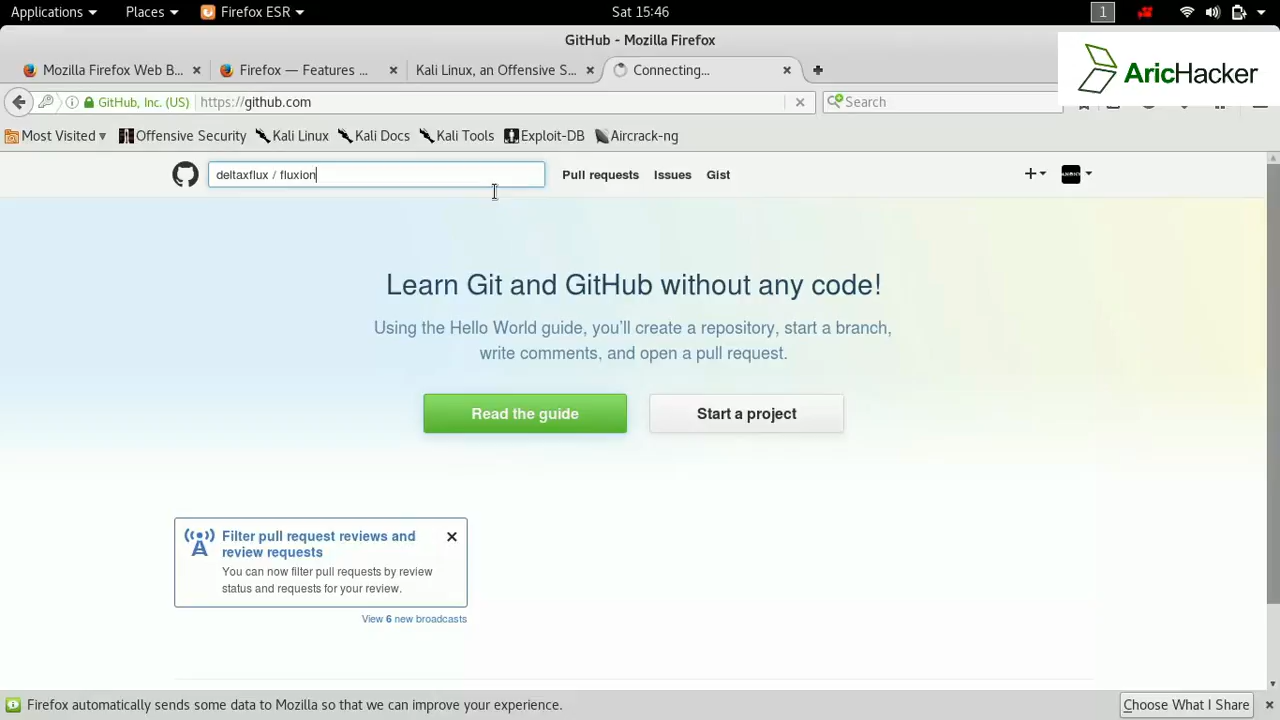 Applications Places Firefox ESR Sat 15:46 1
GitHub - Mozilla Firefox
Mozilla Firefox Web B... Firefox — Features ... Kali Linux, an Offensive S... Connecting...
AricHacker
GitHub, Inc. (US) https://github.com Search
Most Visited Offensive Security Kali Linux Kali Docs Kali Tools Exploit-DB Aircrack-ng
deltaxflux / fluxion Pull requests Issues Gist
Learn Git and GitHub without any code!
Using the Hello World guide, you’ll create a repository, start a branch,
write comments, and open a pull request.
Read the guide Start a project
Filter pull request reviews and
review requests
You can now filter pull requests by review
status and requests for your review.
View 6 new broadcasts
Firefox automatically sends some data to Mozilla so that we can improve your experience. Choose What I Share